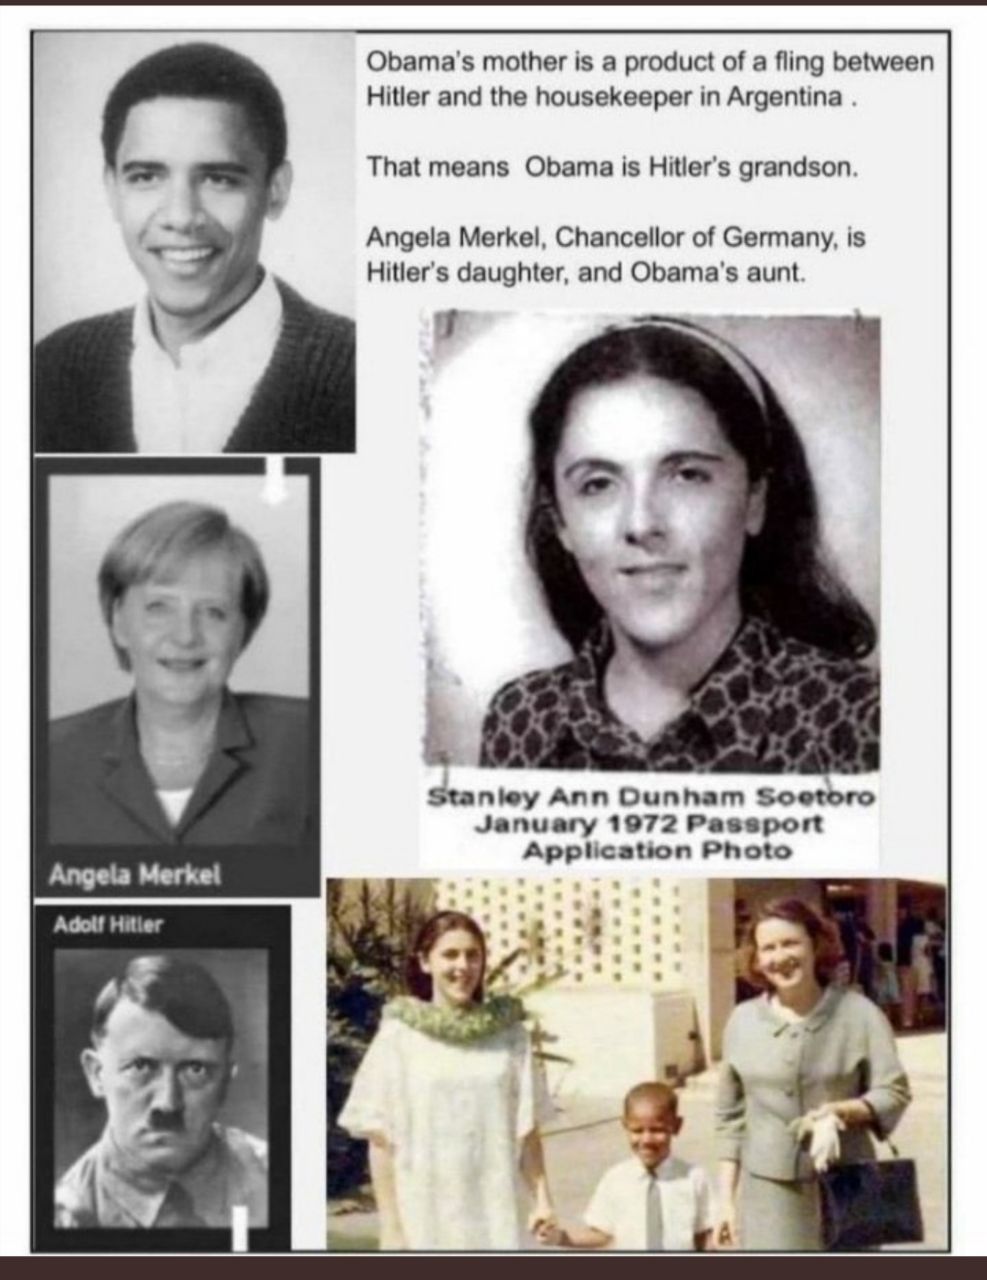 Obama's mother is a product of a fling between
Hitler and the housekeeper in Argentina .
That means Obama is Hitler's grandson.
Angela Merkel, Chancellor of Germany, is
Hitler's daughter, and Obama's aunt.
Stanley Ann Dunham Soetoro
January 1972 Passport
Application Photo
Angela Merkel
Adolf Hitler